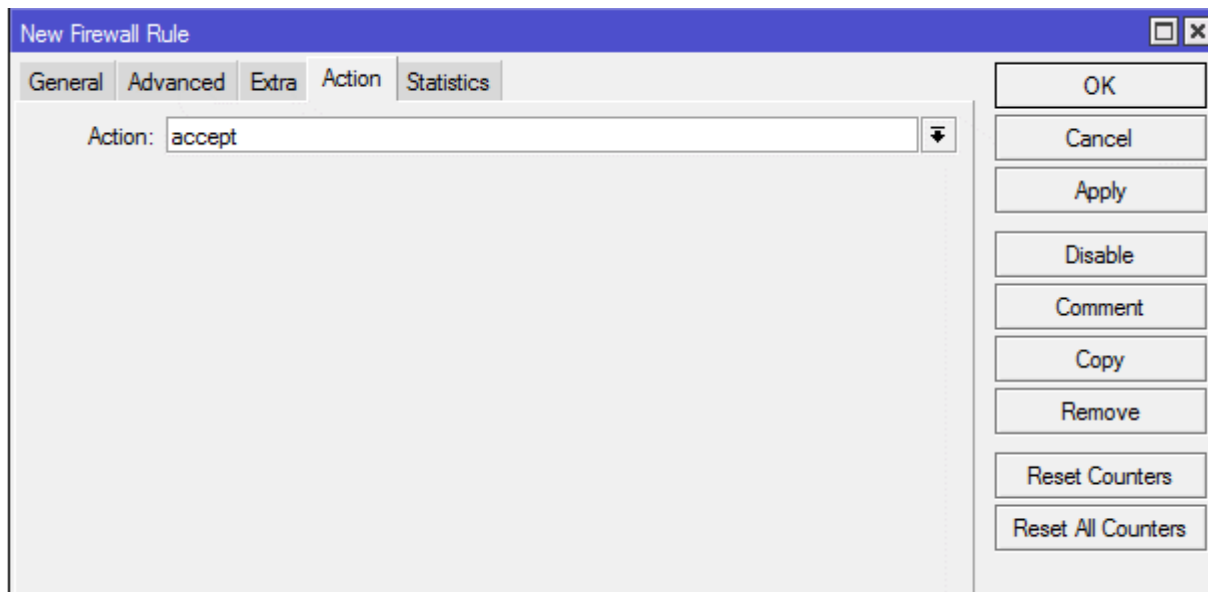 New Firewall Rule
General Advanced Extra Action Statistics
Action: accept
OK
Cancel
Apply
Disable
Comment
Copy
Remove
Reset Counters
Reset All Counters